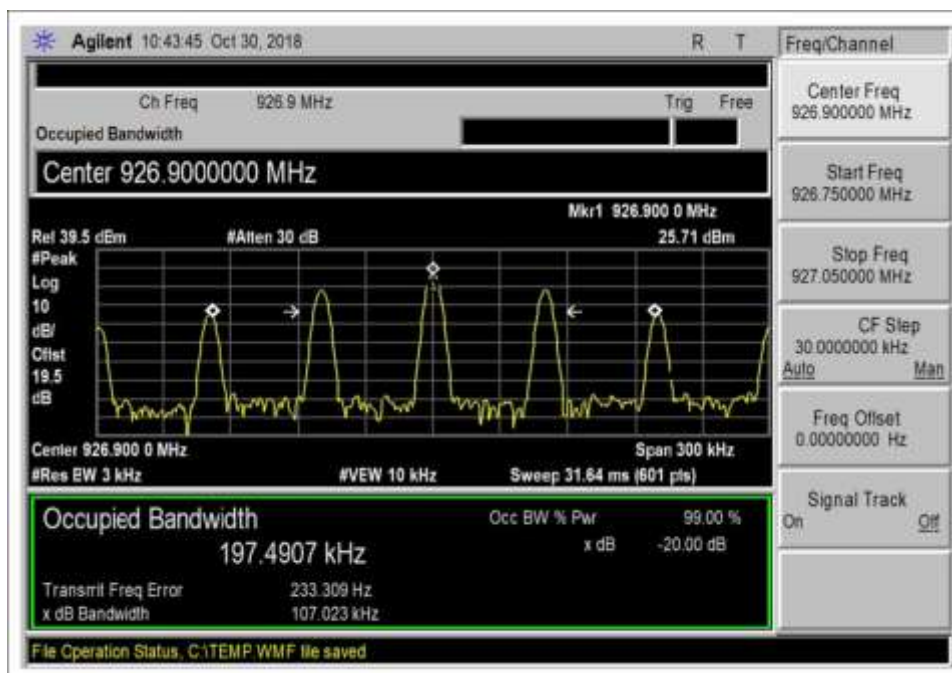 Agilent 10:43:45 Oct 30, 2018 R T
Freq/Channel
Ch Freq 926.9 MHz Trig Free
Occupied Bandwidth
Center 926.9000000 MHz
Mkr1 926.900 0 MHz
Ref 39.5 dBm #Atten 30 dB 25.71 dBm
#Peak
Log
10
dB/
Offst
19.5
dB
1
Center 926.900 0 MHz Span 300 kHz
#Res BW 3 kHz #VBW 10 kHz Sweep 31.64 ms (601 pts)
Occupied Bandwidth Occ BW % Pwr 99.00 %
197.4907 kHz x dB -20.00 dB
Transmit Freq Error 233.309 Hz
x dB Bandwidth 107.023 kHz
File Operation Status, C:\TEMP.WMF file saved
Center Freq
926.900000 MHz
Start Freq
926.750000 MHz
Stop Freq
927.050000 MHz
CF Step
30.0000000 kHz
Auto Man
Freq Offset
0.00000000 Hz
Signal Track
On Off